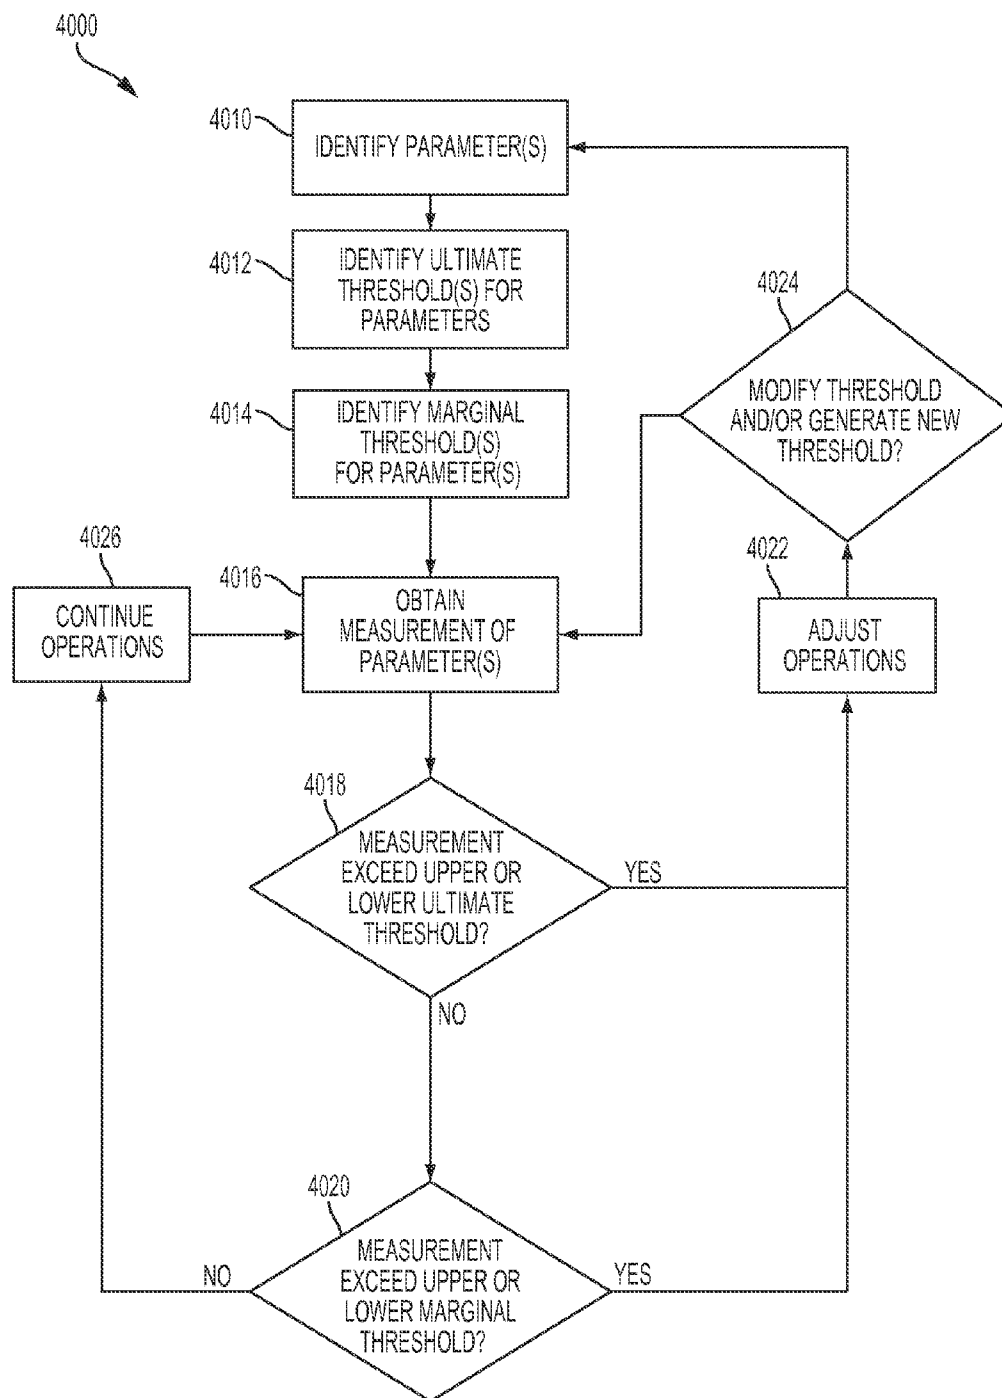 4000
4010
IDENTIFY PARAMETER(S)
4012
IDENTIFY ULTIMATE
THRESHOLD(S) FOR
PARAMETERS
4014
IDENTIFY MARGINAL
THRESHOLD(S)
FOR PARAMETER(S)
4024
MODIFY THRESHOLD
AND/OR GENERATE NEW
THRESHOLD?
4026
CONTINUE
OPERATIONS
4016
OBTAIN
MEASUREMENT OF
PARAMETER(S)
4022
ADJUST
OPERATIONS
4018
MEASUREMENT
EXCEED UPPER OR
LOWER ULTIMATE
THRESHOLD?
YES
NO
4020
MEASUREMENT
EXCEED UPPER OR
LOWER MARGINAL
THRESHOLD?
NO
YES